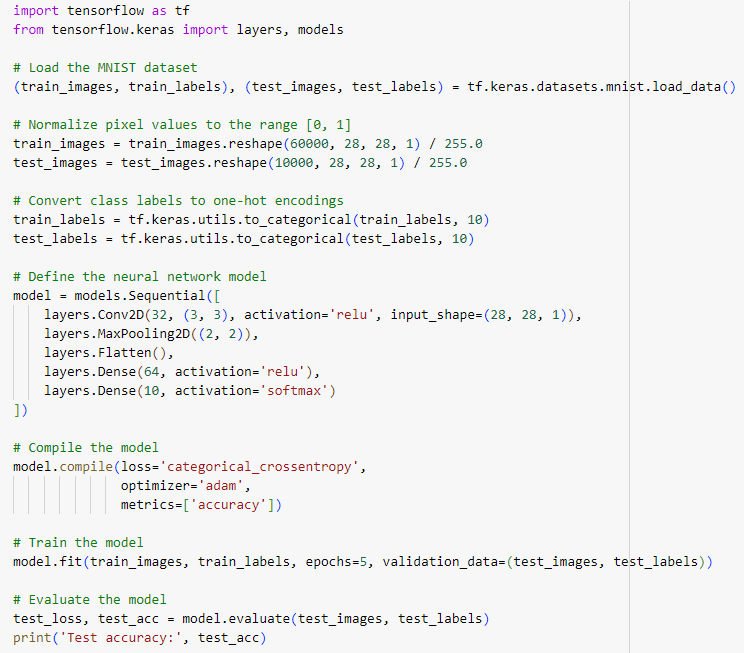 import tensorflow as tf
from tensorflow.keras import layers, models

# Load the MNIST dataset
(train_images, train_labels), (test_images, test_labels) = tf.keras.datasets.mnist.load_data()

# Normalize pixel values to the range [0, 1]
train_images = train_images.reshape(60000, 28, 28, 1) / 255.0
test_images = test_images.reshape(10000, 28, 28, 1) / 255.0

# Convert class labels to one-hot encodings
train_labels = tf.keras.utils.to_categorical(train_labels, 10)
test_labels = tf.keras.utils.to_categorical(test_labels, 10)

# Define the neural network model
model = models.Sequential([
    layers.Conv2D(32, (3, 3), activation='relu', input_shape=(28, 28, 1)),
    layers.MaxPooling2D((2, 2)),
    layers.Flatten(),
    layers.Dense(64, activation='relu'),
    layers.Dense(10, activation='softmax')
])

# Compile the model
model.compile(loss='categorical_crossentropy',
              optimizer='adam',
              metrics=['accuracy'])

# Train the model
model.fit(train_images, train_labels, epochs=5, validation_data=(test_images, test_labels))

# Evaluate the model
test_loss, test_acc = model.evaluate(test_images, test_labels)
print('Test accuracy:', test_acc)